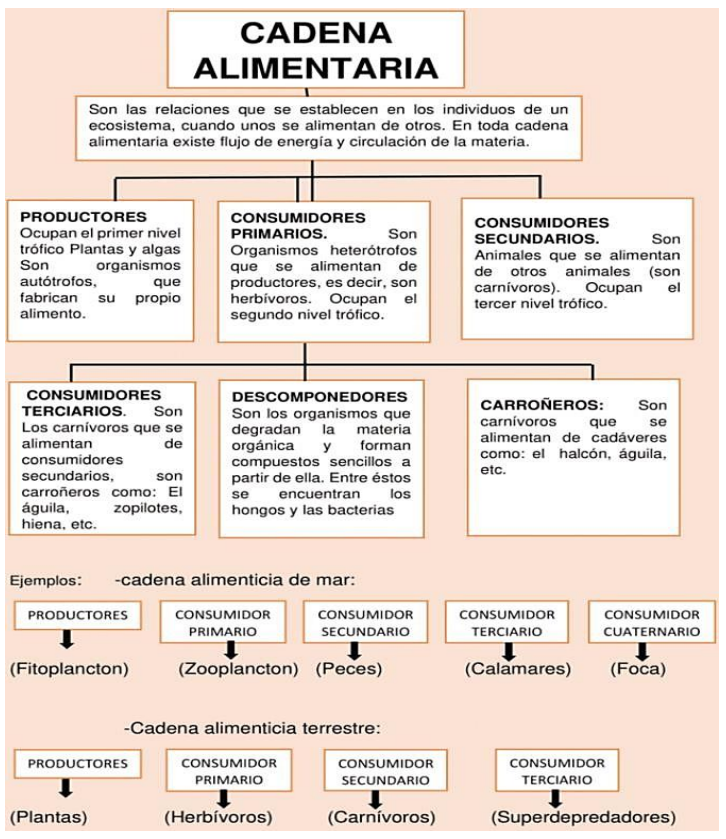 CADENA
ALIMENTARIA
Son las relaciones que se establecen en los individuos de un
ecosistema, cuando unos se alimentan de otros. En toda cadena
alimentaria existe flujo de energía y circulación de la materia.
PRODUCTORES
Ocupan el primer nivel
trófico Plantas y algas
Son organismos
autótrofos, que
fabrican su propio
alimento.
CONSUMIDORES
PRIMARIOS. Son
Organismos heterótrofos
que se alimentan de
productores, es decir, son
herbívoros. Ocupan el
segundo nivel trófico.
CONSUMIDORES
SECUNDARIOS. Son
Animales que se alimentan
de otros animales (son
carnívoros). Ocupan el
tercer nivel trófico.
CONSUMIDORES
TERCIARIOS. Son
Los carnívoros que se
alimentan de
consumidores
secundarios, son
carroñeros como: El
águila, zopilotes,
hiena, etc.
DESCOMPONEDORES
Son los organismos que
degradan la materia
orgánica y forman
compuestos sencillos a
partir de ella. Entre éstos
se encuentran los
hongos y las bacterias
CARROÑEROS: Son
carnívoros que se
alimentan de cadáveres
como: el halcón, águila,
etc.
Ejemplos: -cadena alimenticia de mar:
PRODUCTORES
(Fitoplancton)
CONSUMIDOR
PRIMARIO
(Zooplancton)
CONSUMIDOR
SECUNDARIO
(Peces)
CONSUMIDOR
TERCIARIO
(Calamares)
CONSUMIDOR
CUATERNARIO
(Foca)
-Cadena alimenticia terrestre:
PRODUCTORES
(Plantas)
CONSUMIDOR
PRIMARIO
(Herbívoros)
CONSUMIDOR
SECUNDARIO
(Carnívoros)
CONSUMIDOR
TERCIARIO
(Superdepredadores)